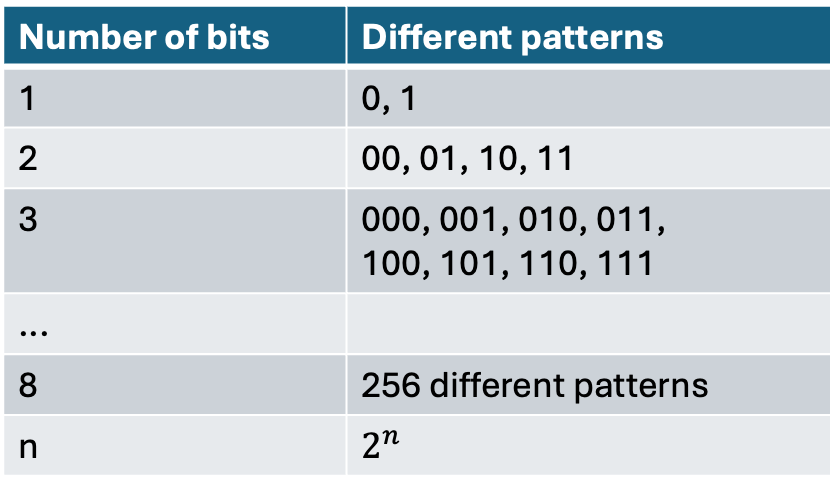 Number of bits Different patterns
1 0, 1
2 00, 01, 10, 11
3 000, 001, 010, 011,
100, 101, 110, 111
...
8 256 different patterns
n 2ⁿ